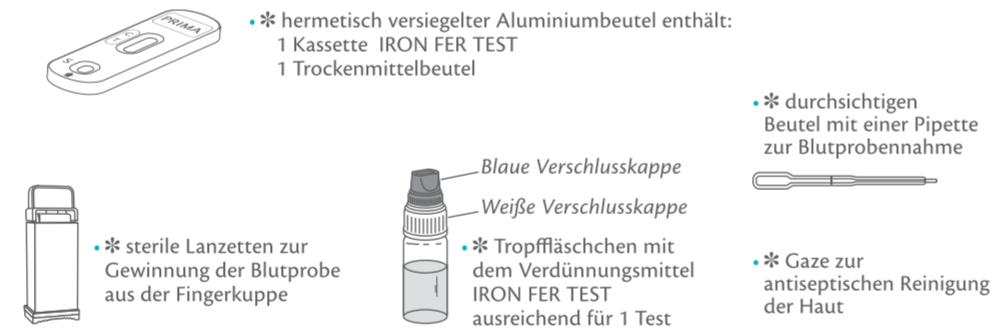 • ✻ hermetisch versiegelter Aluminiumbeutel enthält:
1 Kassette IRON FER TEST
1 Trockenmittelbeutel
PRIMA
C
T
S
• ✻ durchsichtigen
Beutel mit einer Pipette
zur Blutprobennahme
Blaue Verschlusskappe
Weiße Verschlusskappe
• ✻ sterile Lanzetten zur
Gewinnung der Blutprobe
aus der Fingerkuppe
• ✻ Tropffläschchen mit
dem Verdünnungsmittel
IRON FER TEST
ausreichend für 1 Test
• ✻ Gaze zur
antiseptischen Reinigung
der Haut